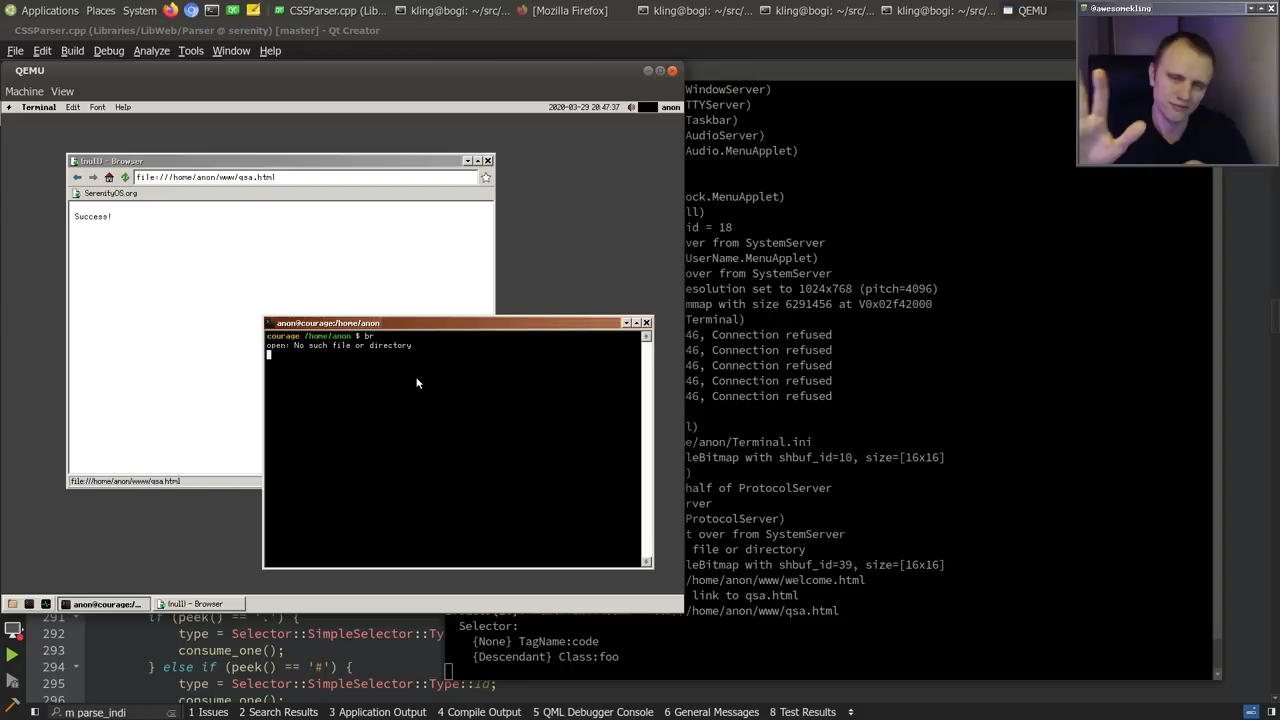 Applications Places System
CSSParser.cpp (Lib...
kling@bogi: ~/src/...
[Mozilla Firefox]
kling@bogi:~/src/...
kling@bogi:~/src/...
kling@bogi: ~/src/...
QEMU
@awesomekling
CSSParser.cpp (Libraries/LibWeb/Parser @ serenity) [master] - Qt Creator
File Edit Build Debug Analyze Tools Window Help
QEMU
Machine View
Terminal Edit Font Help
2020-03-29 20:47:37
anon
(null) - Browser
file:///home/anon/www/qsa.html
SerenityOS.org
Success!
file:///home/anon/www/qsa.html
anon@courage:/home/anon
courage /home/anon $ br
open: No such file or directory
anon@courage:/...
(null) - Browser
WindowServer)
TTYServer)
Taskbar)
AudioServer)
Audio.MenuApplet)
ock.MenuApplet)
ll)
id = 18
ver from SystemServer
UserName.MenuApplet)
over from SystemServer
esolution set to 1024x768 (pitch=4096)
mmap with size 6291456 at V0x02f42000
Terminal)
46, Connection refused
46, Connection refused
46, Connection refused
46, Connection refused
46, Connection refused
l)
e/anon/Terminal.ini
leBitmap with shbuf_id=10, size=[16x16]
)
half of ProtocolServer
rver
ProtocolServer)
t over from SystemServer
file or directory
leBitmap with shbuf_id=39, size=[16x16]
/home/anon/www/welcome.html
link to qsa.html
/home/anon/www/qsa.html
Selector:
{None} TagName:code
{Descendant} Class:foo
291 if (peek() == '.') {
292 type = Selector::SimpleSelector::Ty
293 consume_one();
294 } else if (peek() == '#') {
295 type = Selector::SimpleSelector::Type::Id;
296 consume_one();
m parse_indi
1 Issues 2 Search Results 3 Application Output 4 Compile Output 5 QML Debugger Console 6 General Messages 8 Test Results